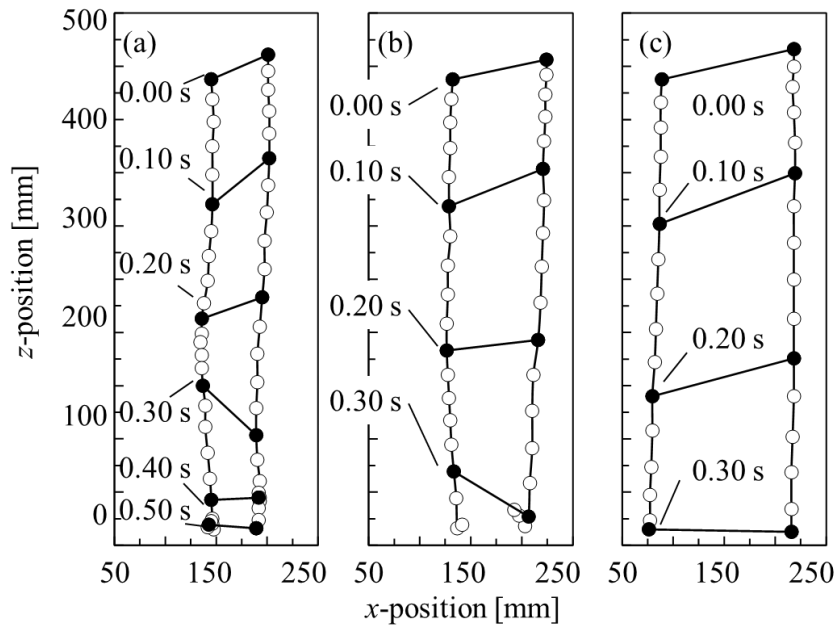 500
400
300
200
100
0
z-position [mm]
(a)
0.00 s
0.10 s
0.20 s
0.30 s
0.40 s
0.50 s
50
150
250
(b)
0.00 s
0.10 s
0.20 s
0.30 s
50
150
250
(c)
0.00 s
0.10 s
0.20 s
0.30 s
50
150
250
x-position [mm]